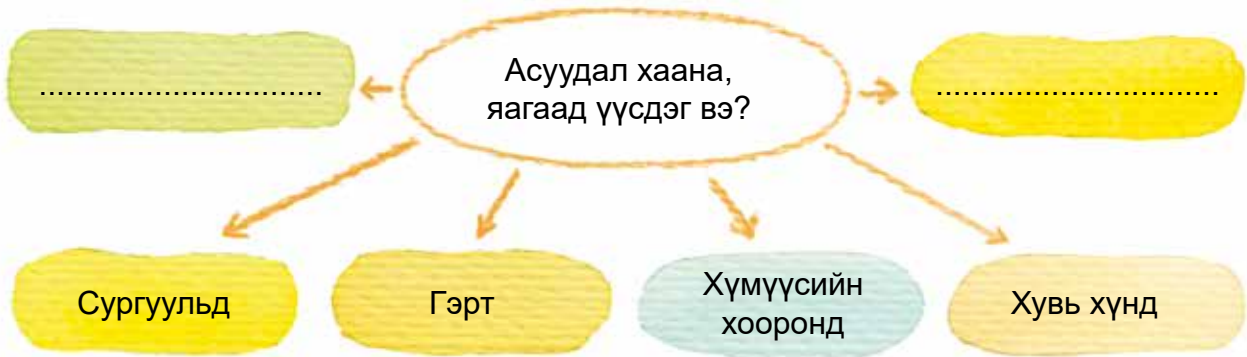 Асуудал хаана,
яагаад үүсдэг вэ?
................................
................................
Сургуульд
Гэрт
Хүмүүсийн
хооронд
Хувь хүнд